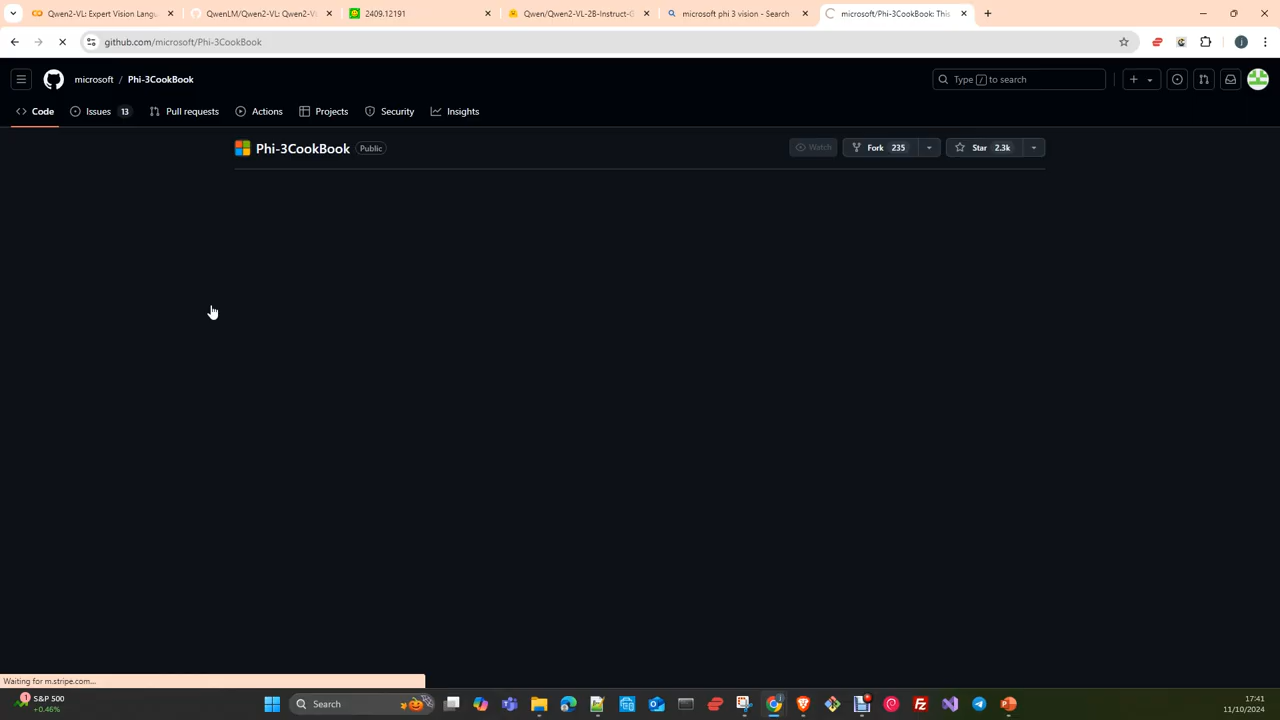 Qwen2-VL: Expert Vision Langu
QwenLM/Qwen2-VL: Qwen2-V
2409.12191
Qwen/Qwen2-VL-2B-Instruct-G
microsoft phi 3 vision - Search
microsoft/Phi-3CookBook: This
github.com/microsoft/Phi-3CookBook
microsoft / Phi-3CookBook
Type / to search
Code
Issues 13
Pull requests
Actions
Projects
Security
Insights
Phi-3CookBook Public
Watch
Fork 235
Star 2.3k
Waiting for m.stripe.com...
1
S&P 500
+0.46%
Search
17:41
11/10/2024